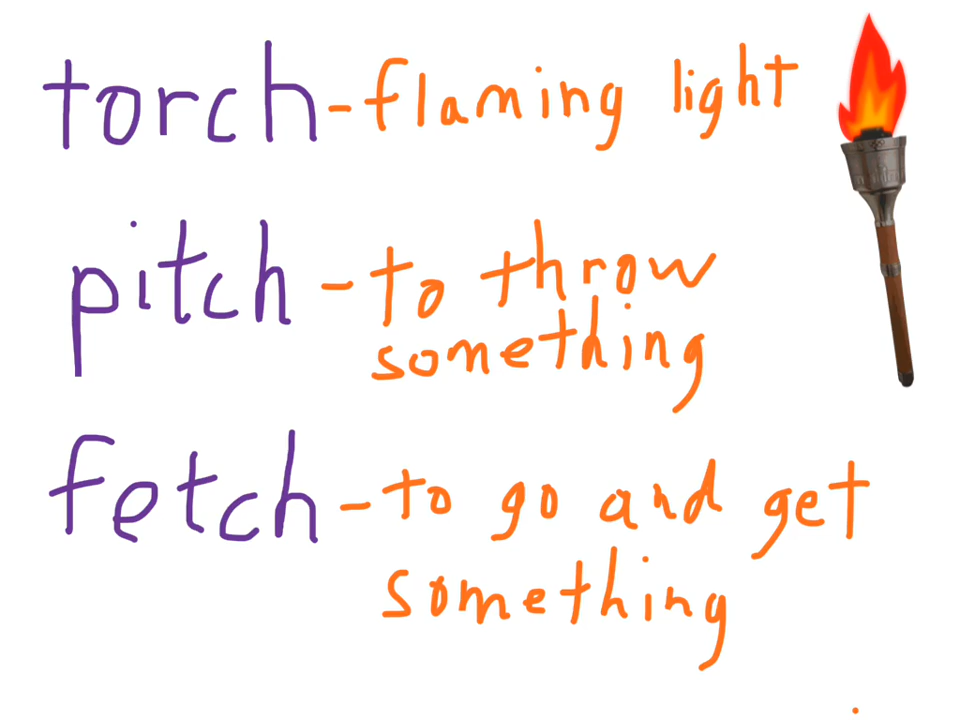 torch - flaming light
pitch - to throw
something
fetch - to go and get
something